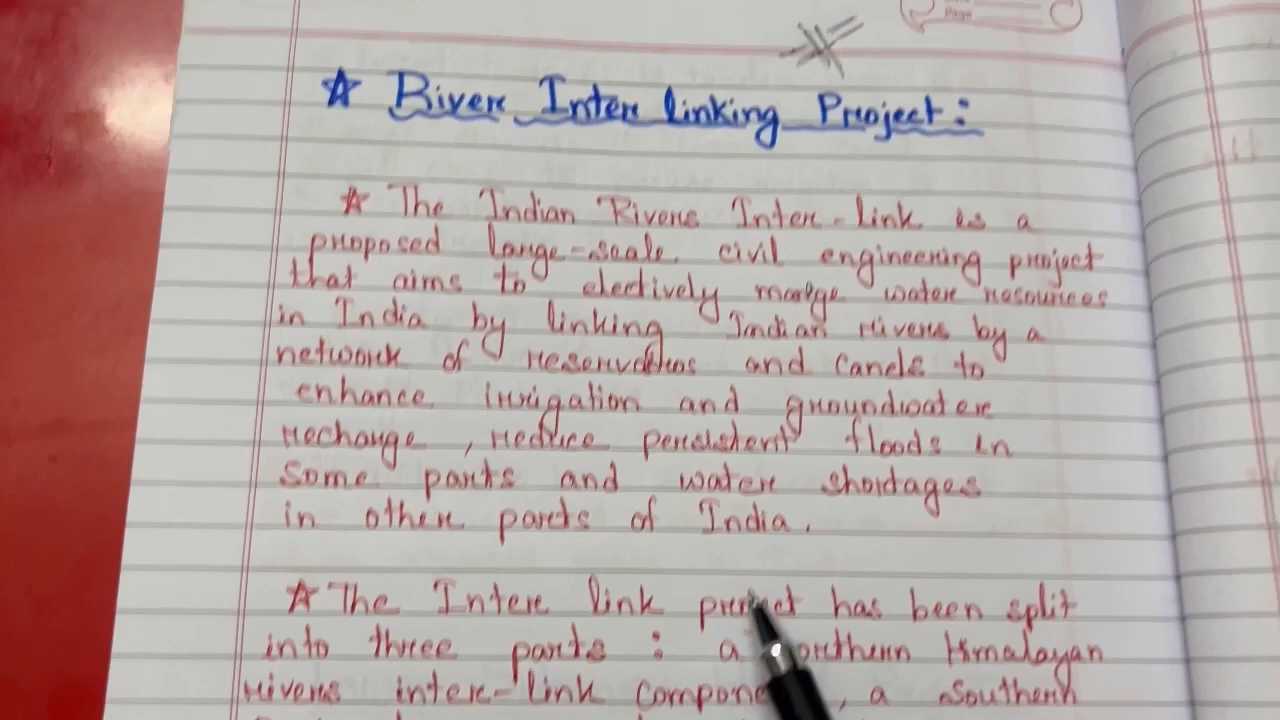 Page
☆ River Inter linking Project:
☆ The Indian Rivers Inter-link is a
proposed large-scale civil engineering project
that aims to efectively mange water resources
in India by linking Indian rivers by a
network of reservoirs and canels to
enhance irrigation and groundwater
recharge, reduce persistent floods in
some parts and water shortages
in other parts of India.
☆ The Inter link project has been split
into three parts : a Northern Himalayan
rivers inter-link component, a Southern